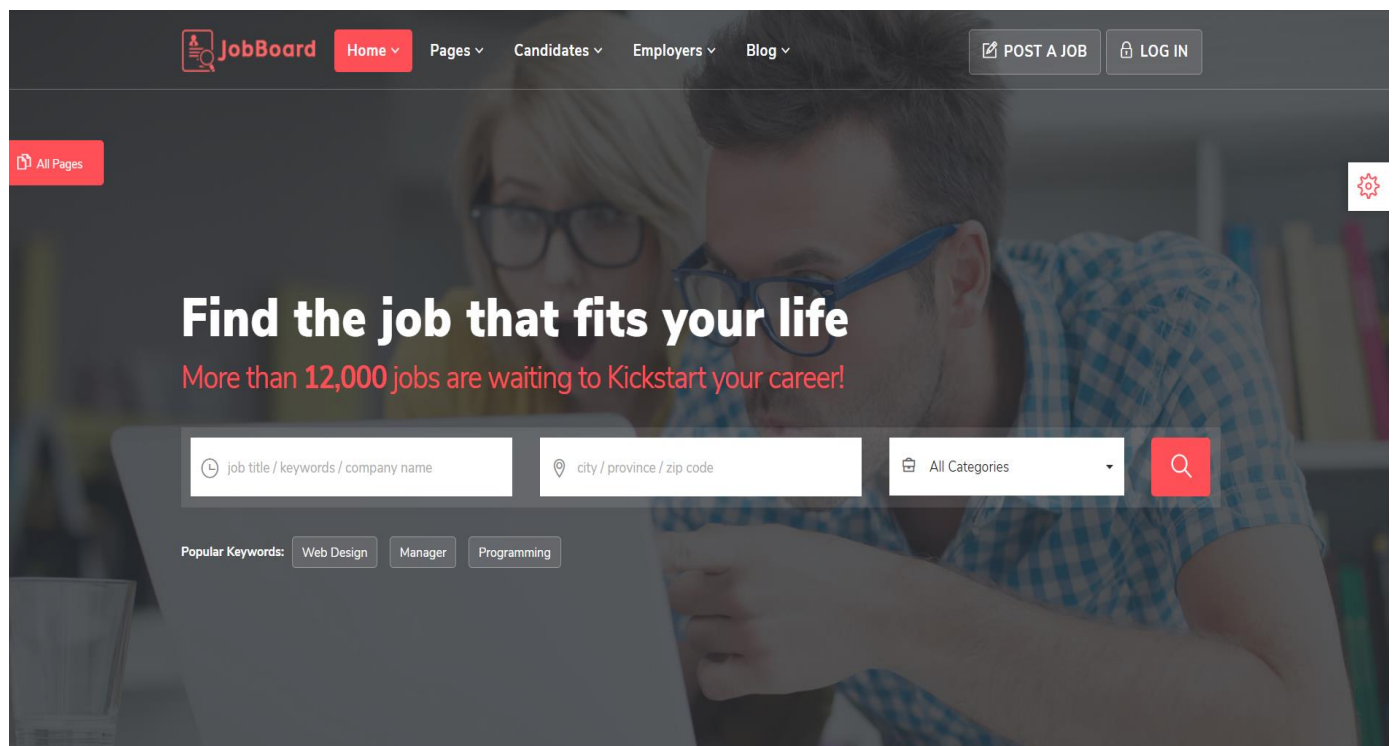 JobBoard Home Pages Candidates Employers Blog POST A JOB LOG IN
All Pages
Find the job that fits your life
More than 12,000 jobs are waiting to Kickstart your career!
job title / keywords / company name city / province / zip code All Categories
Popular Keywords: Web Design Manager Programming